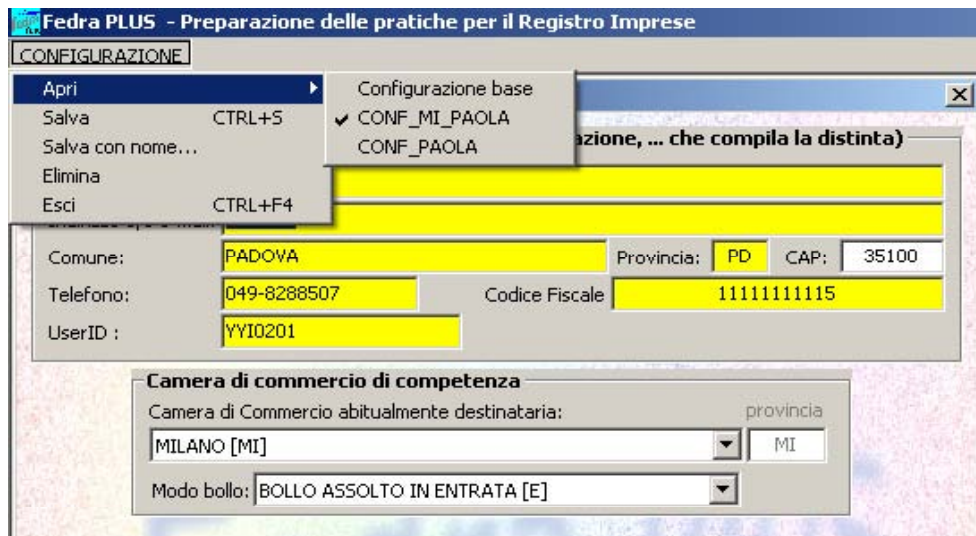 Fedra PLUS - Preparazione delle pratiche per il Registro Imprese
CONFIGURAZIONE
Apri
Salva CTRL+S
Salva con nome...
Elimina
Esci CTRL+F4
Configurazione base
CONF_MI_PAOLA
CONF_PAOLA
azione, ... che compila la distinta)
Comune: PADOVA Provincia: PD CAP: 35100
Telefono: 049-8288507 Codice Fiscale 11111111115
UserID : YYI0201
Camera di commercio di competenza
Camera di Commercio abitualmente destinataria: provincia
MILANO [MI] MI
Modo bollo: BOLLO ASSOLTO IN ENTRATA [E]